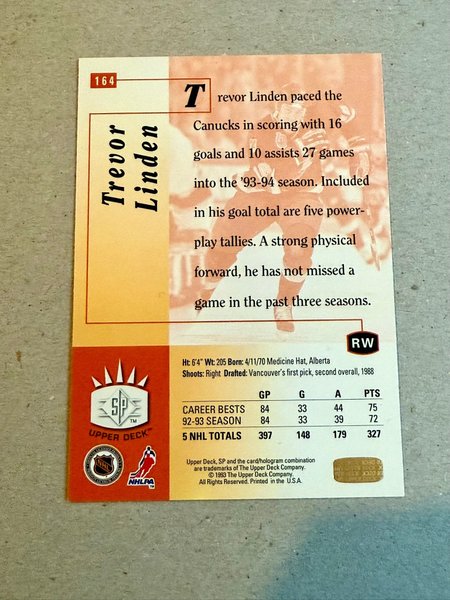 164
Trevor
Linden
Trevor Linden paced the
Canucks in scoring with 16
goals and 10 assists 27 games
into the '93-94 season. Included
in his goal total are five power-
play tallies. A strong physical
forward, he has not missed a
game in the past three seasons.
RW
Ht: 6'4" Wt: 205 Born: 4/11/70 Medicine Hat, Alberta
Shoots: Right Drafted: Vancouver's first pick, second overall, 1988
GP G A PTS
CAREER BESTS 84 33 44 75
92-93 SEASON 84 33 39 72
5 NHL TOTALS 397 148 179 327
SP
TM
UPPER DECK™
NHL
NHLPA
TM
Upper Deck, SP and the card/hologram combination
are trademarks of The Upper Deck Company.
© 1993 The Upper Deck Company.
All Rights Reserved. Printed in the U.S.A.